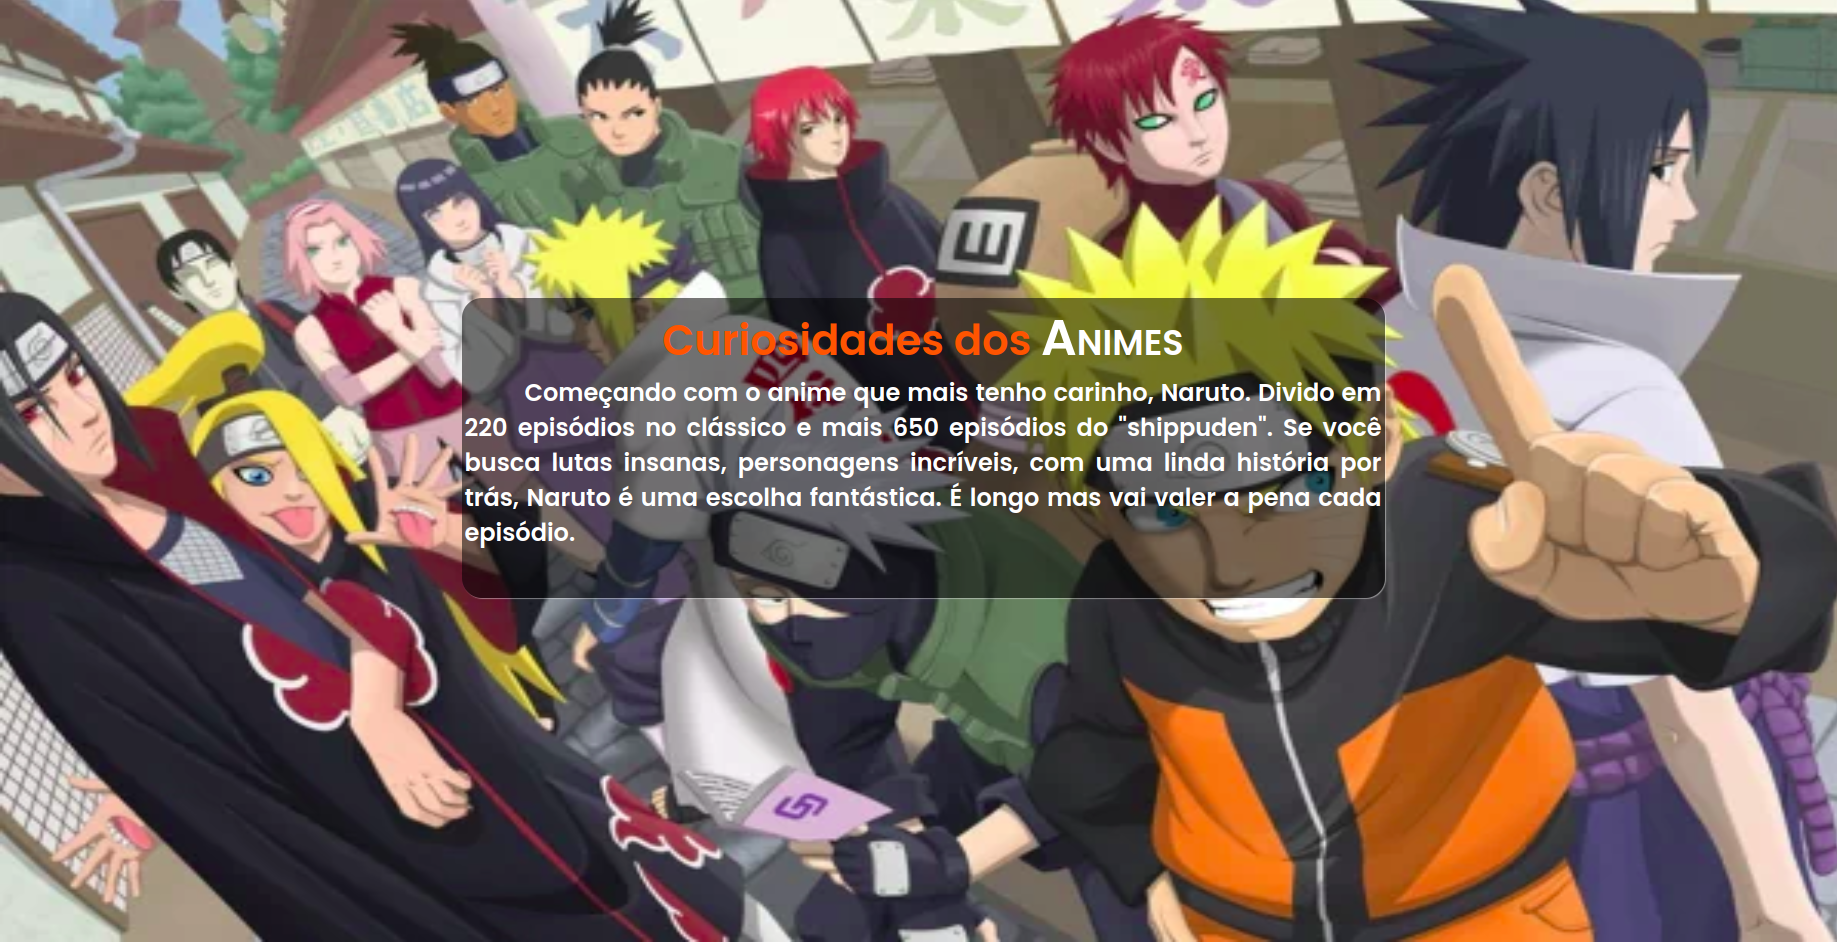 Curiosidades dos ANIMES
Começando com o anime que mais tenho carinho, Naruto. Divido em
220 episódios no clássico e mais 650 episódios do "shippuden". Se você
busca lutas insanas, personagens incríveis, com uma linda história por
trás, Naruto é uma escolha fantástica. É longo mas vai valer a pena cada
episódio.